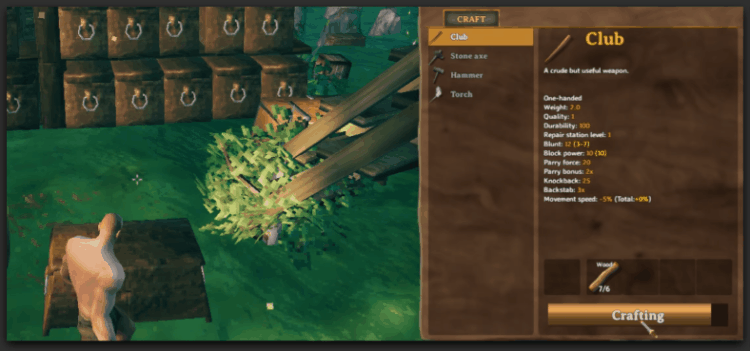 CRAFT
Club
Stone axe
Hammer
Torch
Club
A crude but useful weapon.
One-handed
Weight: 2.0
Quality: 1
Durability: 100
Repair station level: 1
Blunt: 12 (3-7)
Block power: 10 (10)
Parry force: 20
Parry bonus: 2x
Knockback: 25
Backstab: 3x
Movement speed: -5% (Total:+0%)
Wood
7/6
Crafting